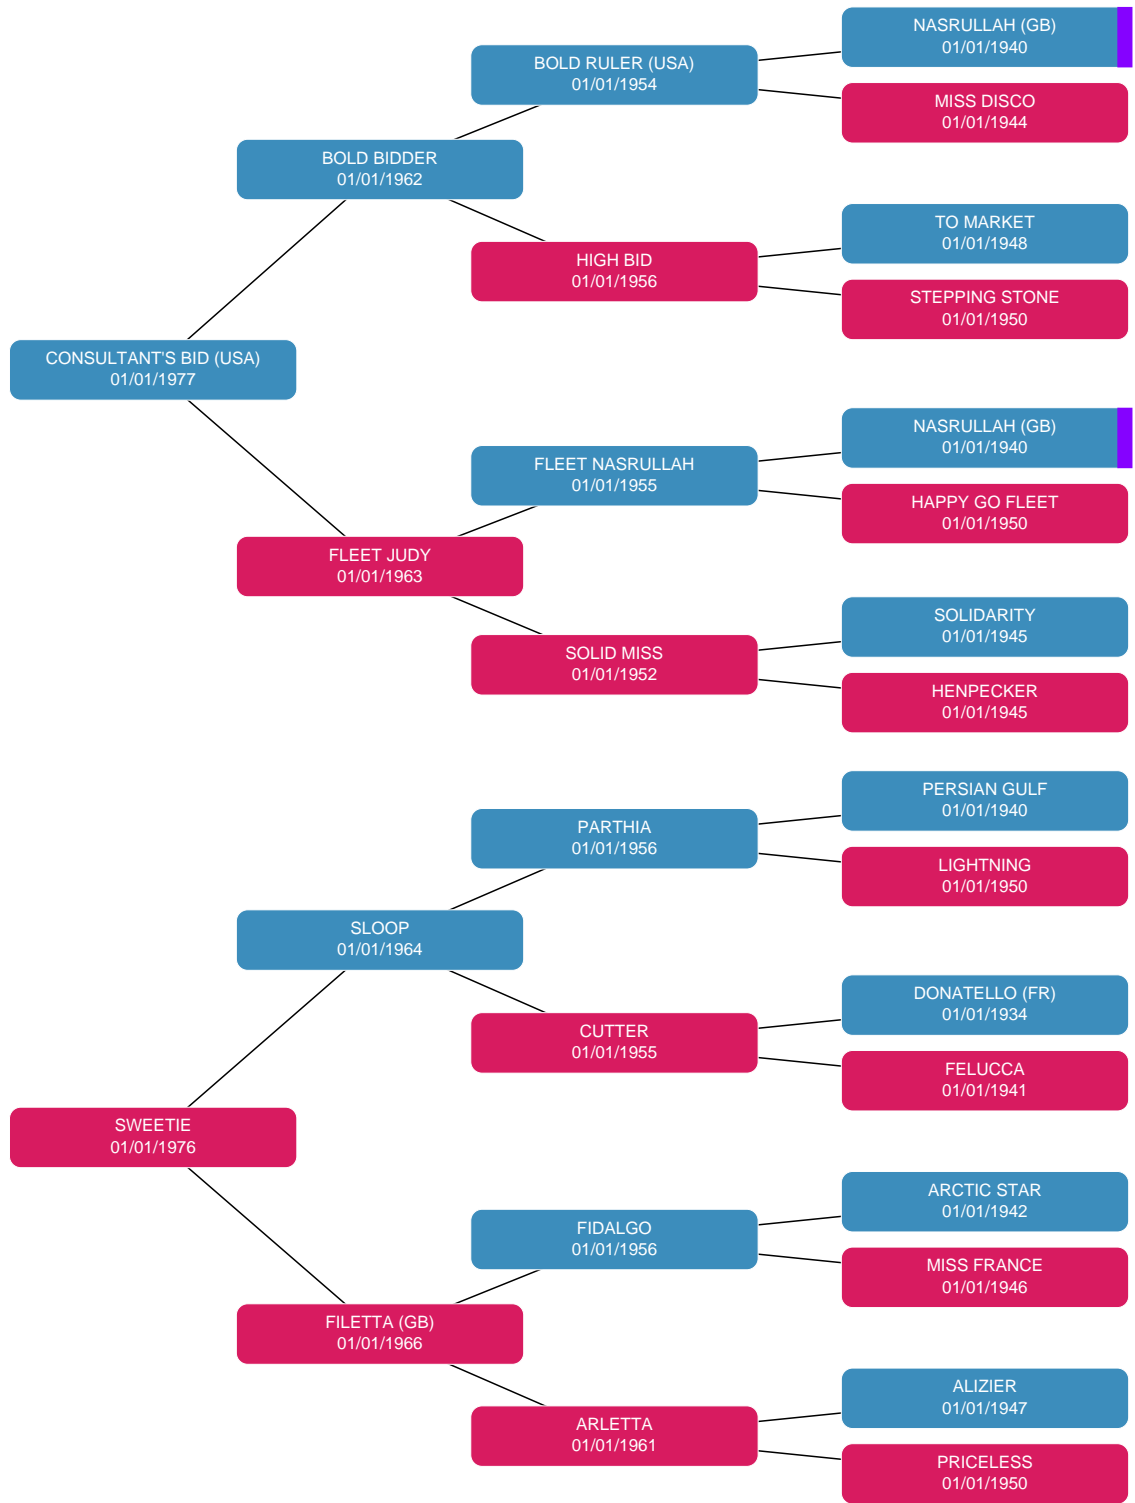 NASRULLAH (GB)
01/01/1940
BOLD RULER (USA)
01/01/1954
MISS DISCO
01/01/1944
BOLD BIDDER
01/01/1962
TO MARKET
01/01/1948
HIGH BID
01/01/1956
STEPPING STONE
01/01/1950
CONSULTANT'S BID (USA)
01/01/1977
NASRULLAH (GB)
01/01/1940
FLEET NASRULLAH
01/01/1955
HAPPY GO FLEET
01/01/1950
FLEET JUDY
01/01/1963
SOLIDARITY
01/01/1945
SOLID MISS
01/01/1952
HENPECKER
01/01/1945
PERSIAN GULF
01/01/1940
PARTHIA
01/01/1956
LIGHTNING
01/01/1950
SLOOP
01/01/1964
DONATELLO (FR)
01/01/1934
CUTTER
01/01/1955
FELUCCA
01/01/1941
SWEETIE
01/01/1976
ARCTIC STAR
01/01/1942
FIDALGO
01/01/1956
MISS FRANCE
01/01/1946
FILETTA (GB)
01/01/1966
ALIZIER
01/01/1947
ARLETTA
01/01/1961
PRICELESS
01/01/1950